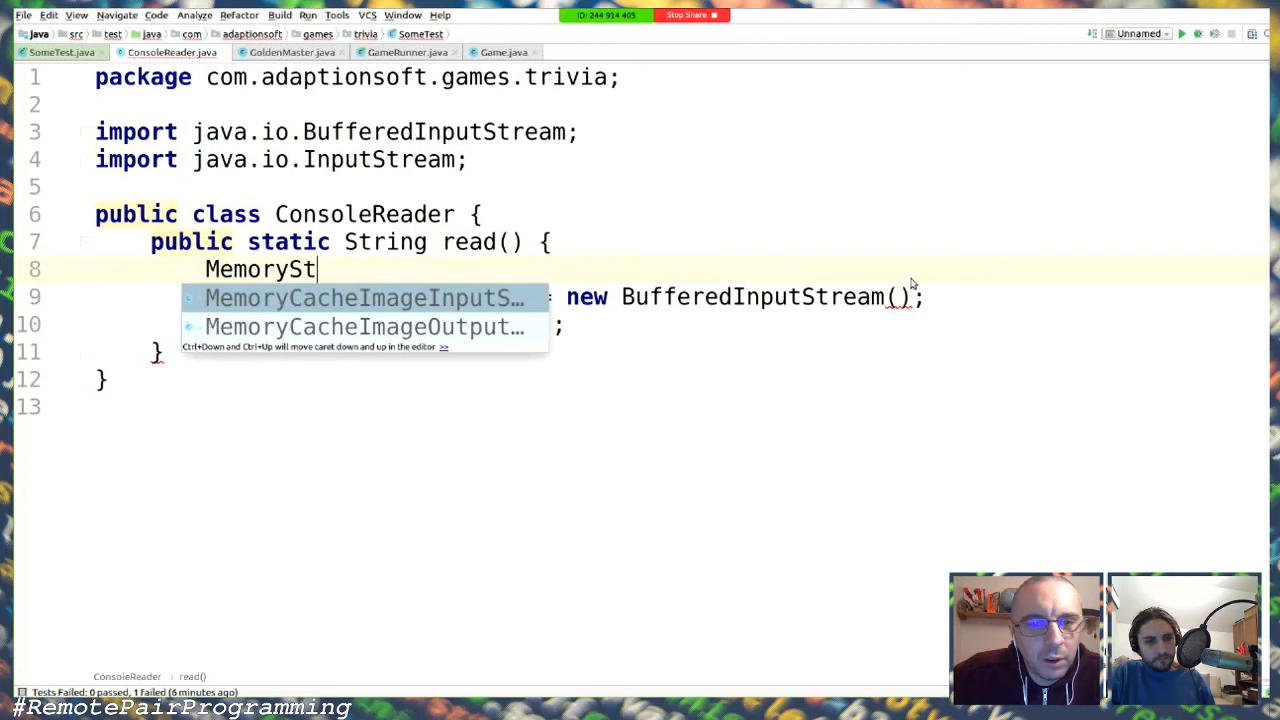 File Edit View Navigate Code Analyze Refactor Build Run Tools VCS Window Help
ID: 244 914 405 Stop Share
java src test java com adaptionsoft games trivia SomeTest Unnamed
SomeTest.java ConsoleReader.java GoldenMaster.java GameRunner.java Game.java
1 package com.adaptionsoft.games.trivia;
2
3 import java.io.BufferedInputStream;
4 import java.io.InputStream;
5
6 public class ConsoleReader {
7 public static String read() {
8 MemorySt
9 = new BufferedInputStream();
MemoryCacheImageInputS...
10 ;
MemoryCacheImageOutput...
Ctrl+Down and Ctrl+Up will move caret down and up in the editor >>
11 }
12 }
13
ConsoleReader › read()
Tests Failed: 0 passed, 1 failed (6 minutes ago)
#RemotePairProgramming